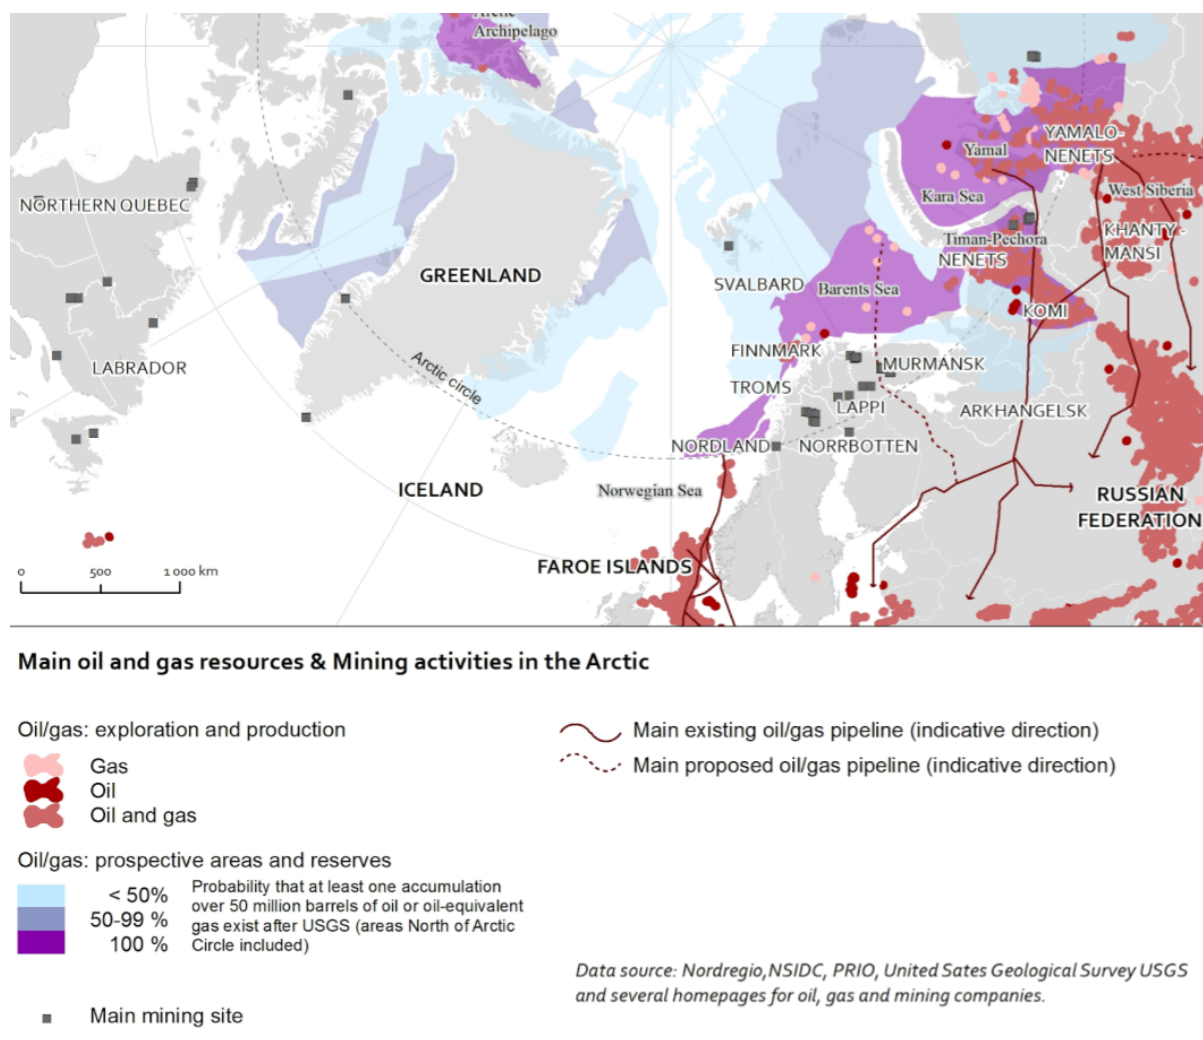 Arctic
Archipelago
YAMALO-
NENETS
Yamal
West Siberia
Kara Sea
NORTHERN QUEBEC
KHANTY -
MANSI
Timan-Pechora
NENETS
GREENLAND
SVALBARD
Barents Sea
KOMI
FINNMARK
MURMANSK
Arctic circle
LABRADOR
TROMS
LAPPI
ARKHANGELSK
NORDLAND
NORRBOTTEN
ICELAND
Norwegian Sea
RUSSIAN
FEDERATION
FAROE ISLANDS
0 500 1 000 km
Main oil and gas resources & Mining activities in the Arctic
Oil/gas: exploration and production
Gas
Oil
Oil and gas
Main existing oil/gas pipeline (indicative direction)
Main proposed oil/gas pipeline (indicative direction)
Oil/gas: prospective areas and reserves
< 50%
50-99 %
100 %
Probability that at least one accumulation
over 50 million barrels of oil or oil-equivalent
gas exist after USGS (areas North of Arctic
Circle included)
Main mining site
Data source: Nordregio,NSIDC, PRIO, United Sates Geological Survey USGS
and several homepages for oil, gas and mining companies.